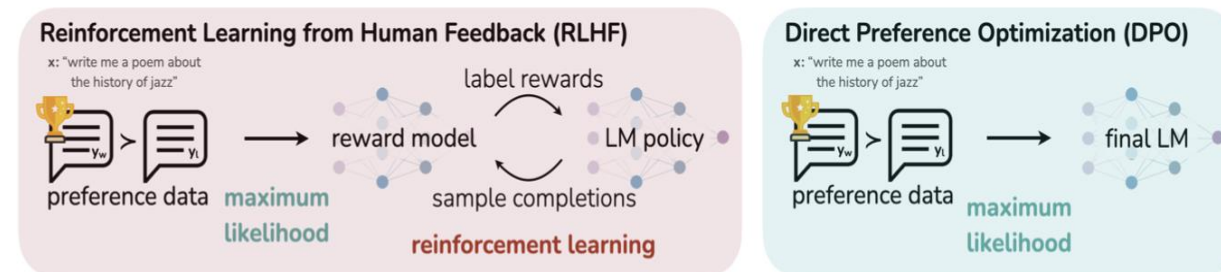 Reinforcement Learning from Human Feedback (RLHF)
x: "write me a poem about
the history of jazz"
label rewards
yw
>
yl
reward model
LM policy
preference data
maximum
likelihood
sample completions
reinforcement learning
Direct Preference Optimization (DPO)
x: "write me a poem about
the history of jazz"
yw
>
yl
final LM
preference data
maximum
likelihood